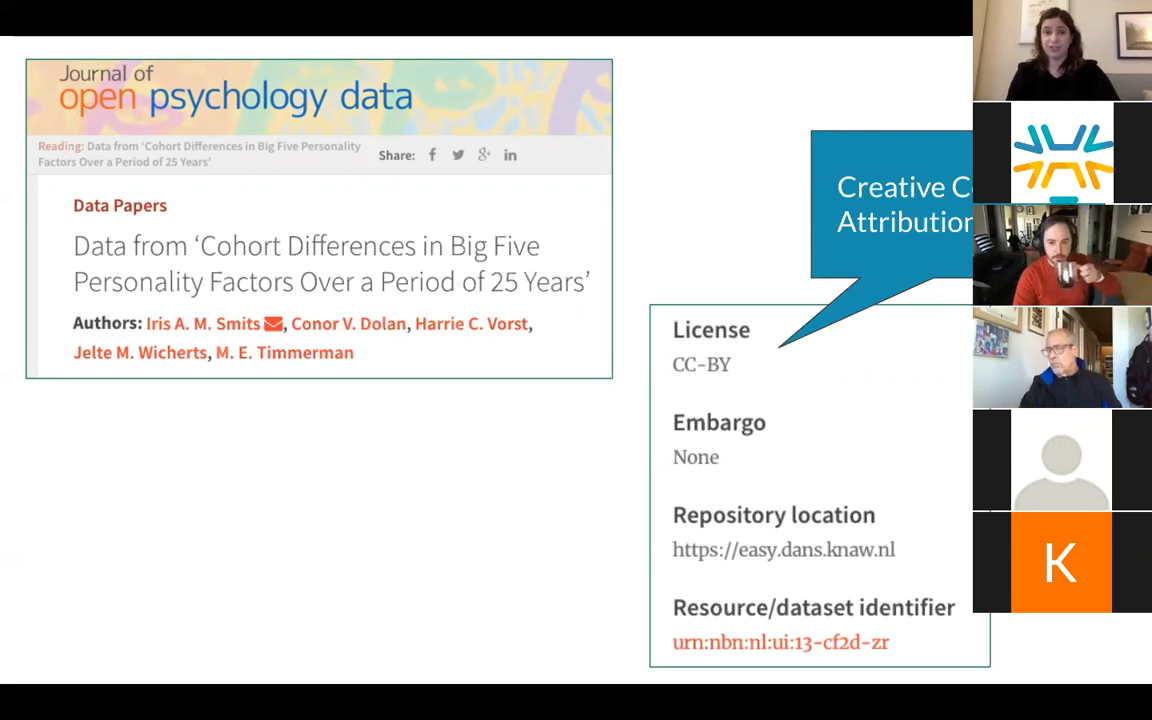 Journal of
open psychology data
Reading: Data from 'Cohort Differences in Big Five Personality
Factors Over a Period of 25 Years'
Share:
Data Papers
Data from ‘Cohort Differences in Big Five
Personality Factors Over a Period of 25 Years’
Authors: Iris A. M. Smits, Conor V. Dolan, Harrie C. Vorst,
Jelte M. Wicherts, M. E. Timmerman
Creative C
Attribution
License
CC-BY
Embargo
None
Repository location
https://easy.dans.knaw.nl
Resource/dataset identifier
urn:nbn:nl:ui:13-cf2d-zr
K